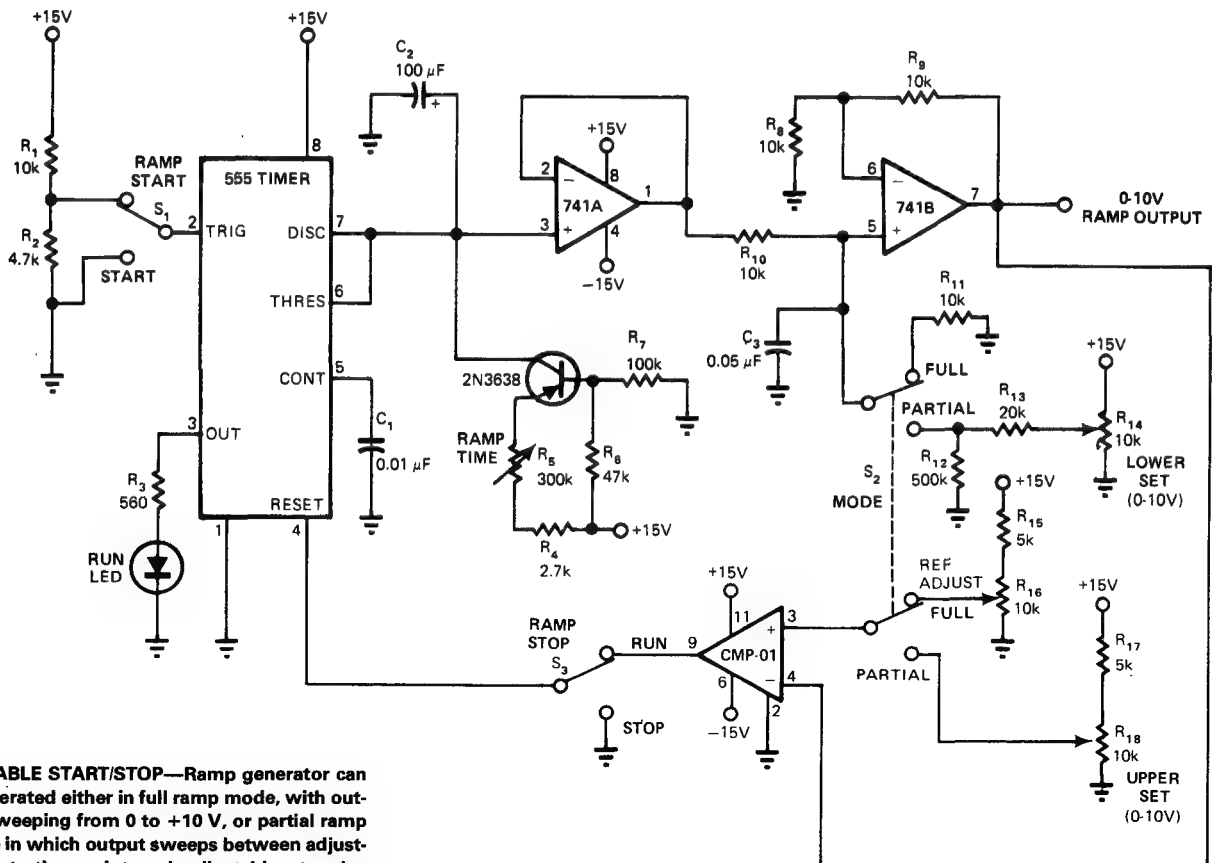 +15V
+15V
C2
100 µF
R1
10k
RAMP
START
S1
R2
4.7k
START
8
555 TIMER
2
TRIG
DISC
7
THRES
6
CONT
5
3
OUT
RESET
1
4
R3
560
RUN
LED
C1
0.01 µF
2
−
3
+
+15V
8
741A
1
4
−15V
R8
10k
R9
10k
6
−
741B
7
5
+
0-10V
RAMP OUTPUT
R10
10k
C3
0.05 µF
R11
10k
FULL
PARTIAL
R13
20k
+15V
R14
10k
LOWER
SET
(0-10V)
R12
500k
S2
MODE
2N3638
R7
100k
RAMP
TIME
R5
300k
R6
47k
R4
2.7k
+15V
+15V
R15
5k
REF
ADJUST
FULL
R16
10k
PARTIAL
+15V
R17
5k
R18
10k
UPPER
SET
(0-10V)
+15V
11
3
+
9
CMP-01
6
−
4
2
−15V
RAMP
STOP
S3
RUN
STOP
ABLE START/STOP—Ramp generator can
erated either in full ramp mode, with out-
weeping from 0 to +10 V, or partial ramp
in which output sweeps between adjust-